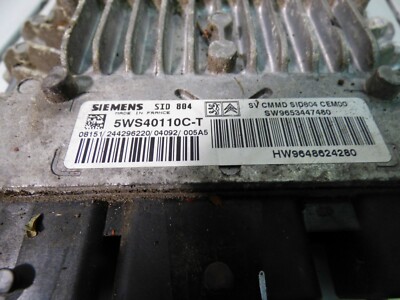 SIEMENS SID 804
MADE IN FRANCE
5WS40110C-T
08151/244296220/04092/005A5
SV CMMD SID804 CEM00
SW9653447480
HW9648624280